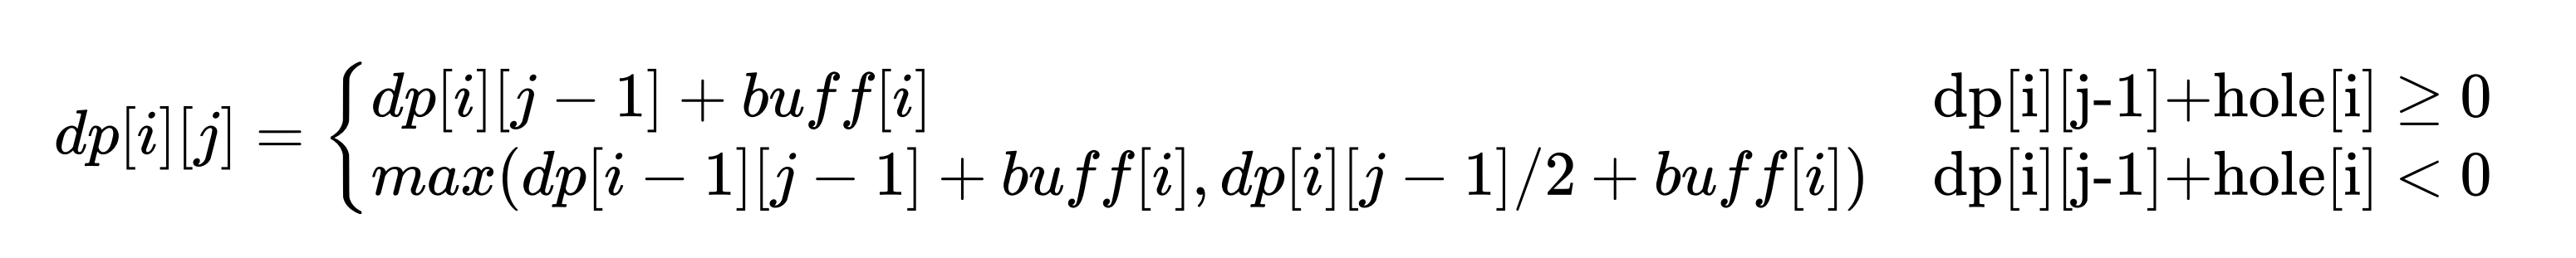 dp[i][j] = { dp[i][j − 1] + buff[i] dp[i][j-1]+hole[i] ≥ 0
max(dp[i − 1][j − 1] + buff[i], dp[i][j − 1]/2 + buff[i]) dp[i][j-1]+hole[i] < 0